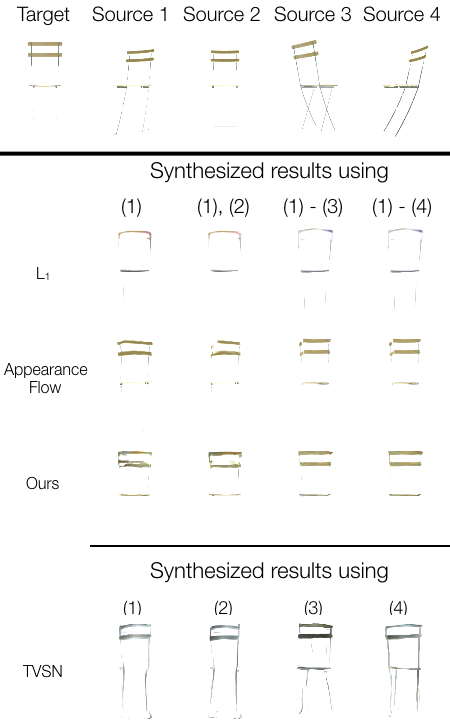 Target Source 1 Source 2 Source 3 Source 4
Synthesized results using
(1) (1), (2) (1) - (3) (1) - (4)
L₁
Appearance
Flow
Ours
Synthesized results using
(1) (2) (3) (4)
TVSN